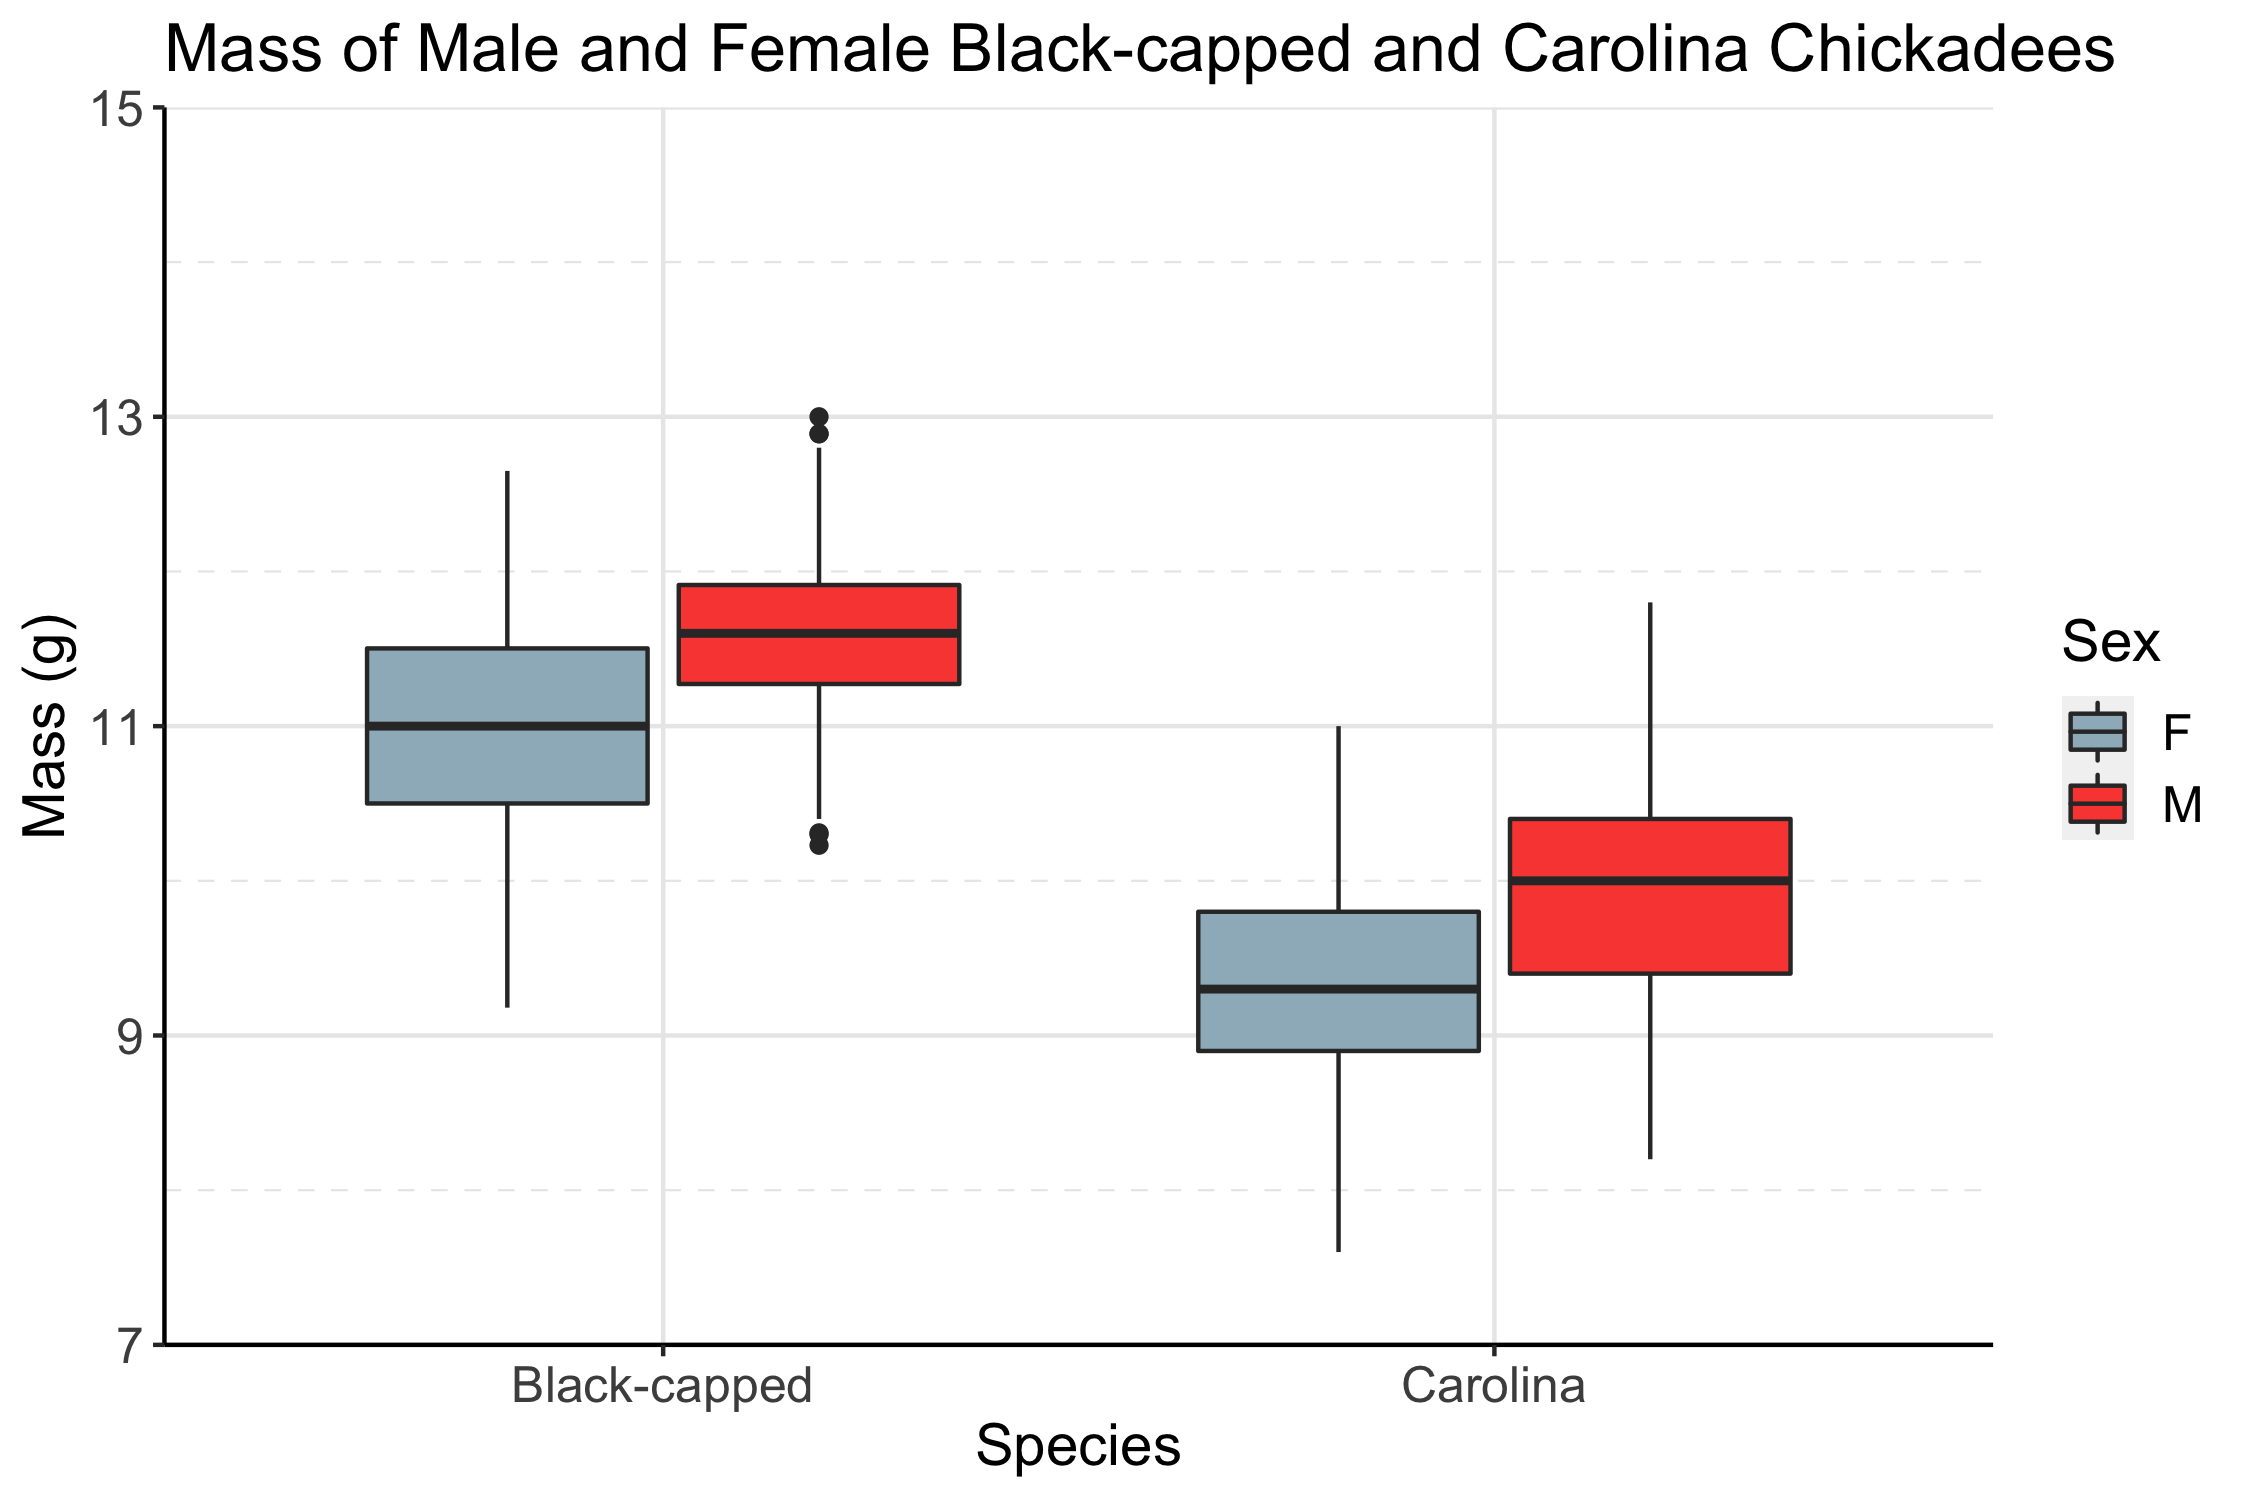 Mass of Male and Female Black-capped and Carolina Chickadees
15
13
11
9
7
Mass (g)
Black-capped
Carolina
Species
Sex
F
M